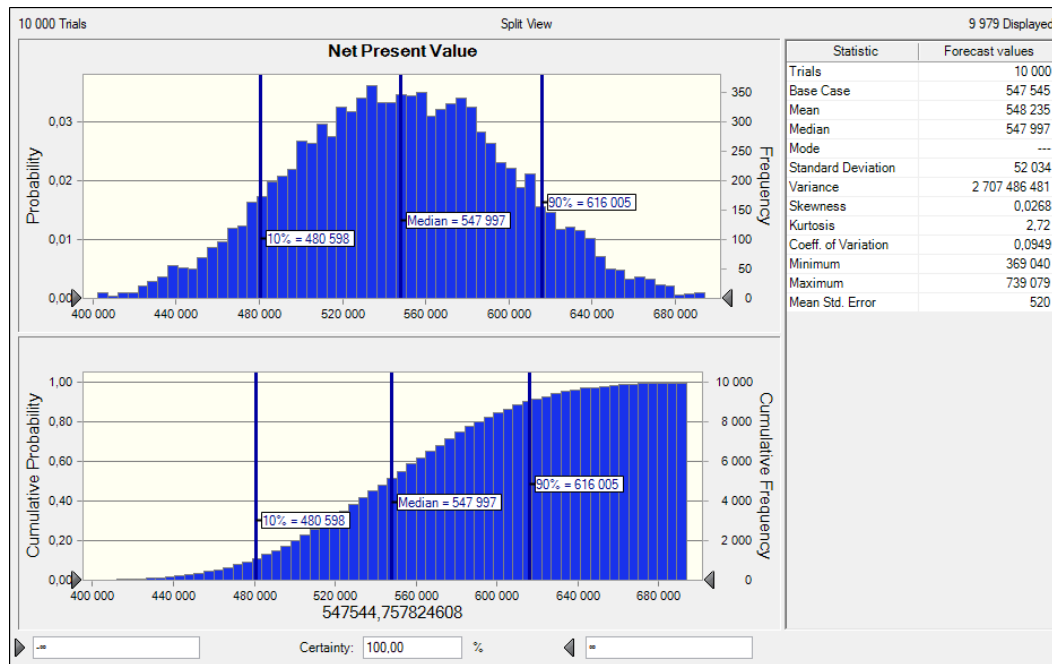 10 000 Trials
Split View
9 979 Displayed
Net Present Value
Probability
0,03
0,02
0,01
0,00
350
300
250
200
150
100
50
0
Frequency
10% = 480 598
Median = 547 997
90% = 616 005
400 000 440 000 480 000 520 000 560 000 600 000 640 000 680 000
Cumulative Probability
1,00
0,80
0,60
0,40
0,20
0,00
10 000
8 000
6 000
4 000
2 000
0
Cumulative Frequency
10% = 480 598
Median = 547 997
90% = 616 005
400 000 440 000 480 000 520 000 560 000 600 000 640 000 680 000
547544,757824608
Statistic Forecast values
Trials 10 000
Base Case 547 545
Mean 548 235
Median 547 997
Mode ---
Standard Deviation 52 034
Variance 2 707 486 481
Skewness 0,0268
Kurtosis 2,72
Coeff. of Variation 0,0949
Minimum 369 040
Maximum 739 079
Mean Std. Error 520
-∞ Certainty: 100,00 % ∞